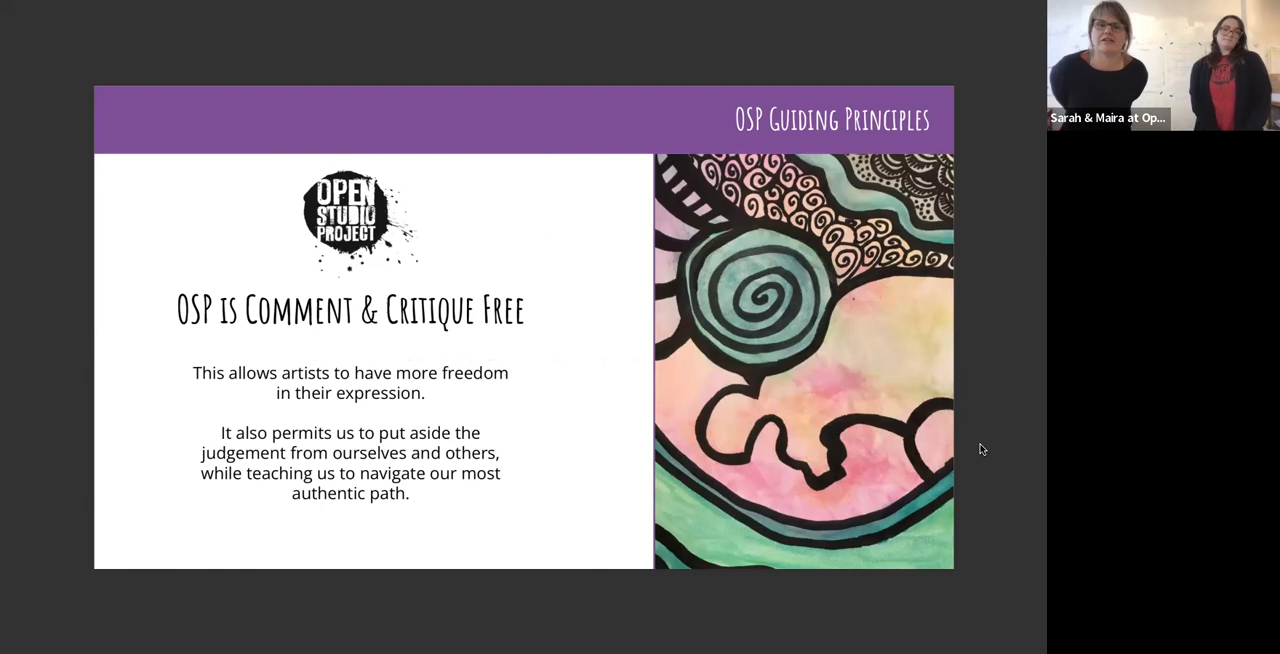 OSP Guiding Principles
OPEN
STUDIO
PROJECT
OSP is Comment & Critique Free
This allows artists to have more freedom
in their expression.
It also permits us to put aside the
judgement from ourselves and others,
while teaching us to navigate our most
authentic path.
Sarah & Maira at Op...